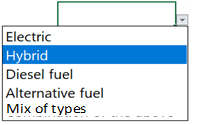 Electric
Hybrid
Diesel fuel
Alternative fuel
Mix of types